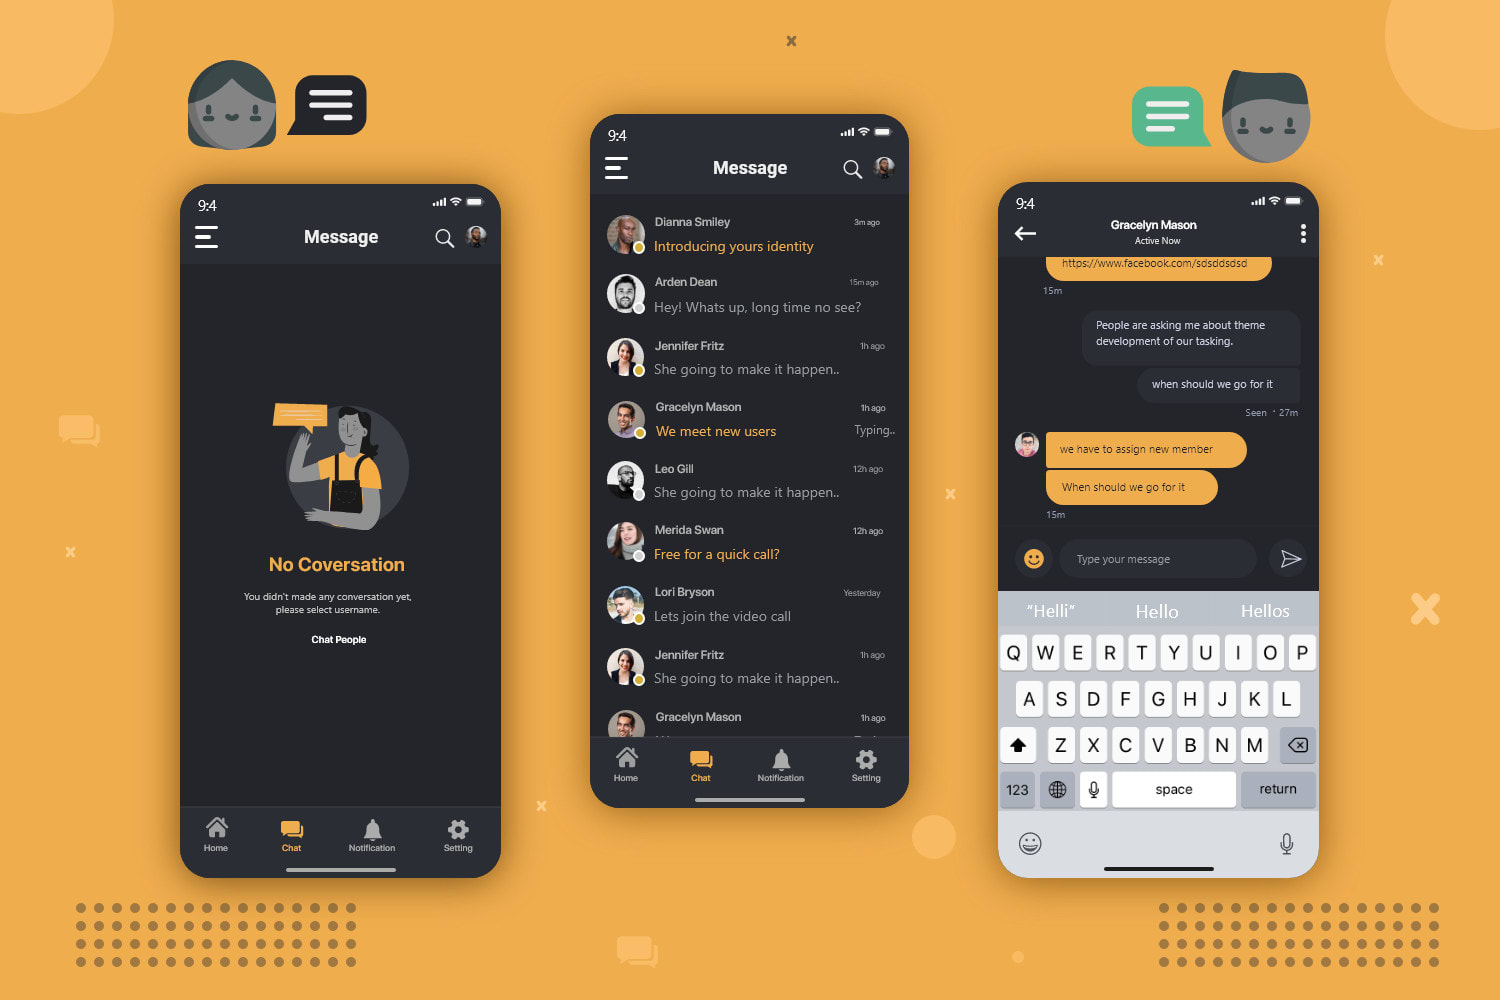 9:4
Message
No Coversation
You didn't made any conversation yet,
please select username.
Chat People
Home
Chat
Notification
Setting
9:4
Message
Dianna Smiley
3m ago
Introducing yours identity
Arden Dean
15m ago
Hey! Whats up, long time no see?
Jennifer Fritz
1h ago
She going to make it happen..
Gracelyn Mason
1h ago
We meet new users
Typing..
Leo Gill
12h ago
She going to make it happen..
Merida Swan
12h ago
Free for a quick call?
Lori Bryson
Yesterday
Lets join the video call
Jennifer Fritz
1h ago
She going to make it happen..
Gracelyn Mason
1h ago
Home
Chat
Notification
Setting
9:4
Gracelyn Mason
Active Now
https://www.facebook.com/sdsddsdsd
15m
People are asking me about theme
development of our tasking.
when should we go for it
Seen · 27m
we have to assign new member
When should we go for it
15m
Type your message
“Helli” Hello Hellos
Q W E R T Y U I O P
A S D F G H J K L
Z X C V B N M
123 space return